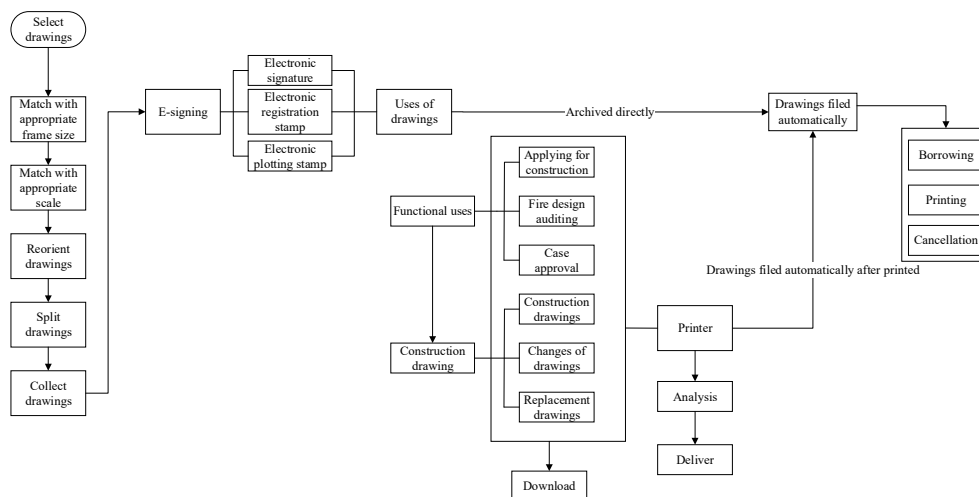 Select
drawings
Match with
appropriate
frame size
Match with
appropriate
scale
Reorient
drawings
Split
drawings
Collect
drawings
E-signing
Electronic
signature
Electronic
registration
stamp
Electronic
plotting stamp
Uses of
drawings
Archived directly
Drawings filed
automatically
Borrowing
Printing
Cancellation
Functional uses
Applying for
construction
Fire design
auditing
Case
approval
Construction
drawing
Construction
drawings
Changes of
drawings
Replacement
drawings
Download
Drawings filed automatically after printed
Printer
Analysis
Deliver